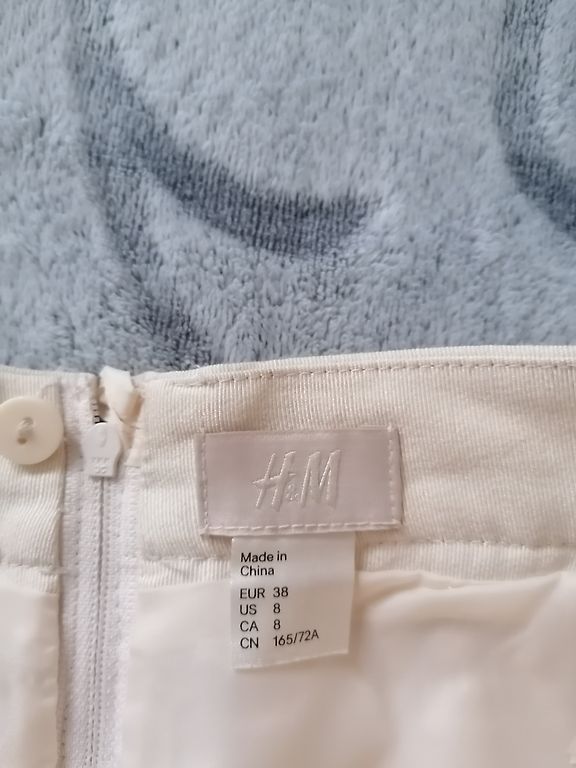 H&M
Made in
China
EUR 38
US 8
CA 8
CN 165/72A